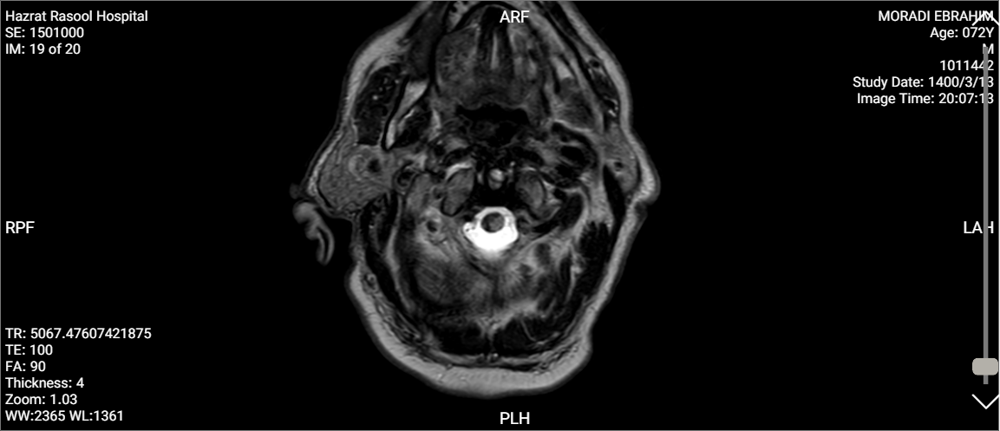 Hazrat Rasool Hospital
SE: 1501000
IM: 19 of 20
ARF
MORADI EBRAHIM
Age: 072Y
M
1011442
Study Date: 1400/3/13
Image Time: 20:07:13
RPF
LAH
TR: 5067.47607421875
TE: 100
FA: 90
Thickness: 4
Zoom: 1.03
WW:2365 WL:1361
PLH